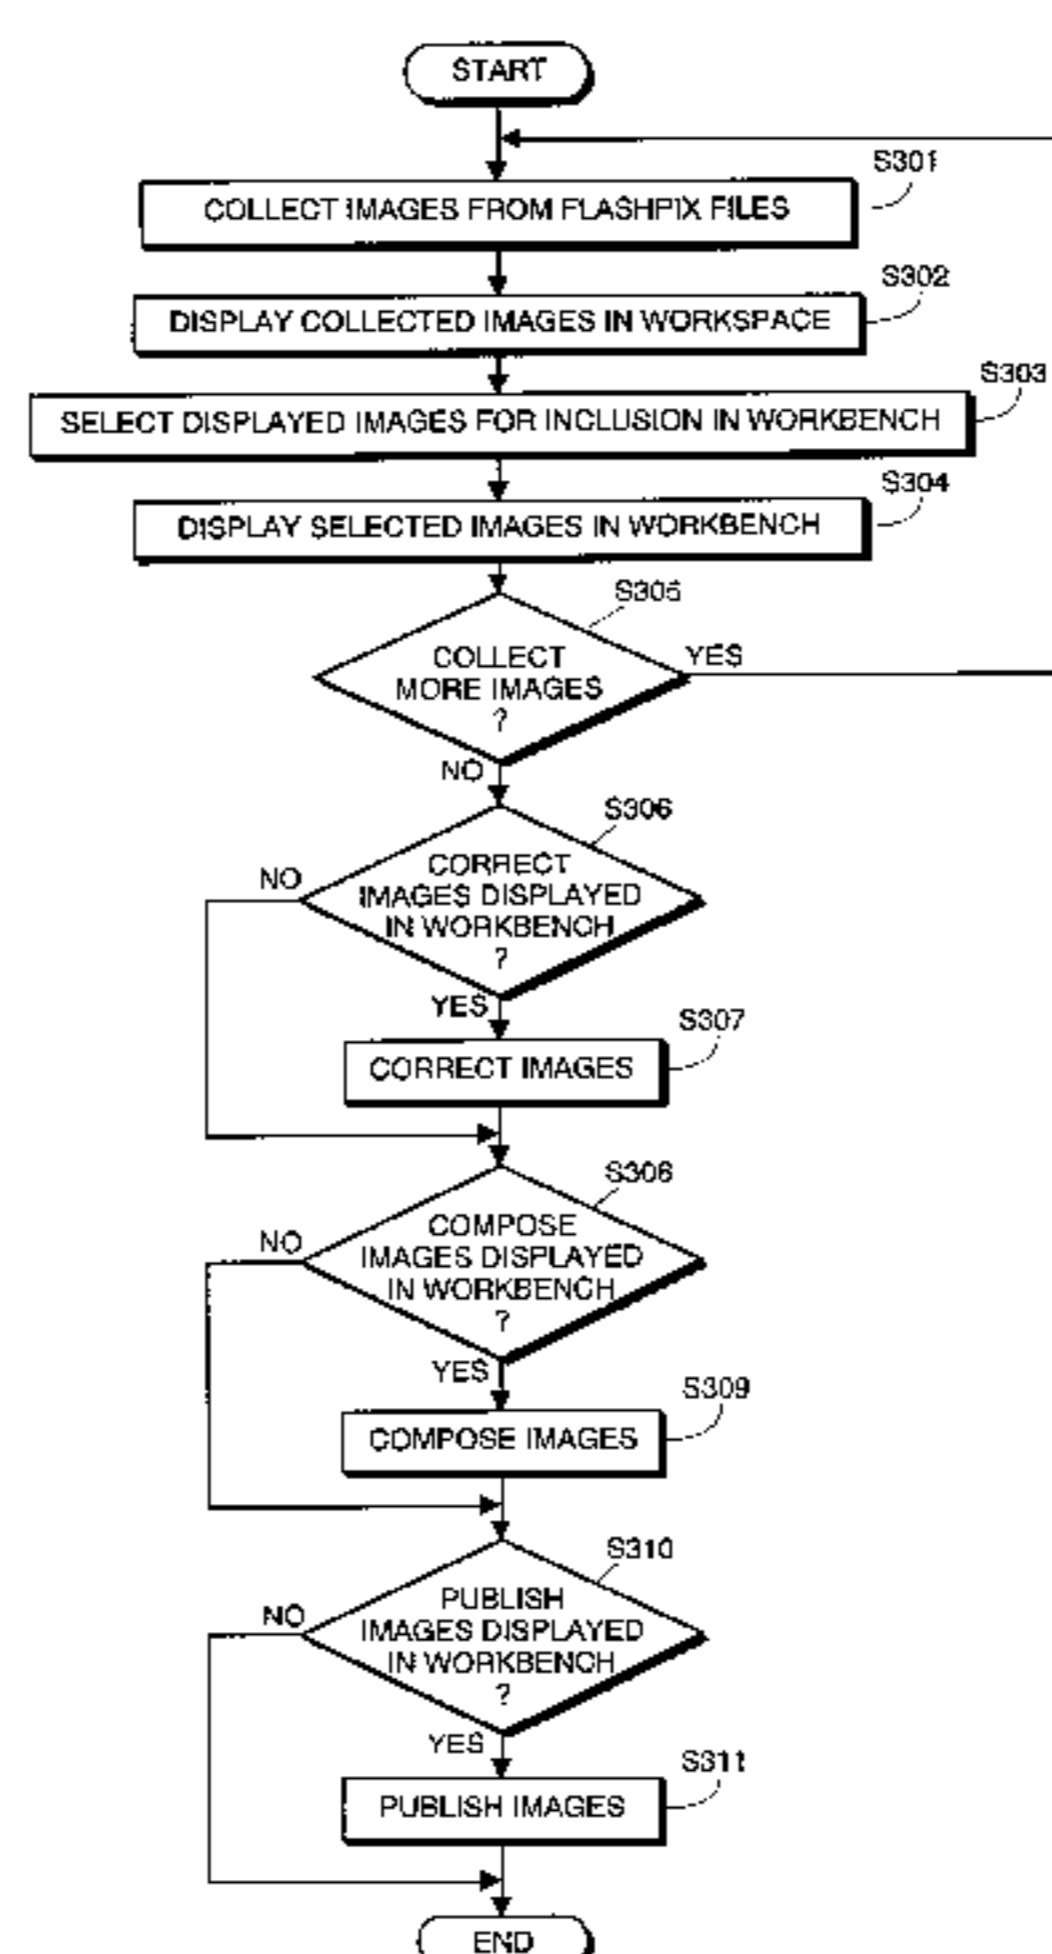 START
S301
COLLECT IMAGES FROM FLASHPIX FILES
S302
DISPLAY COLLECTED IMAGES IN WORKSPACE
S303
SELECT DISPLAYED IMAGES FOR INCLUSION IN WORKBENCH
S304
DISPLAY SELECTED IMAGES IN WORKBENCH
S305
COLLECT
MORE IMAGES
?
YES
NO
S306
CORRECT
IMAGES DISPLAYED
IN WORKBENCH
?
NO
YES
S307
CORRECT IMAGES
S308
COMPOSE
IMAGES DISPLAYED
IN WORKBENCH
?
NO
YES
S309
COMPOSE IMAGES
S310
PUBLISH
IMAGES DISPLAYED
IN WORKBENCH
?
NO
YES
S311
PUBLISH IMAGES
END